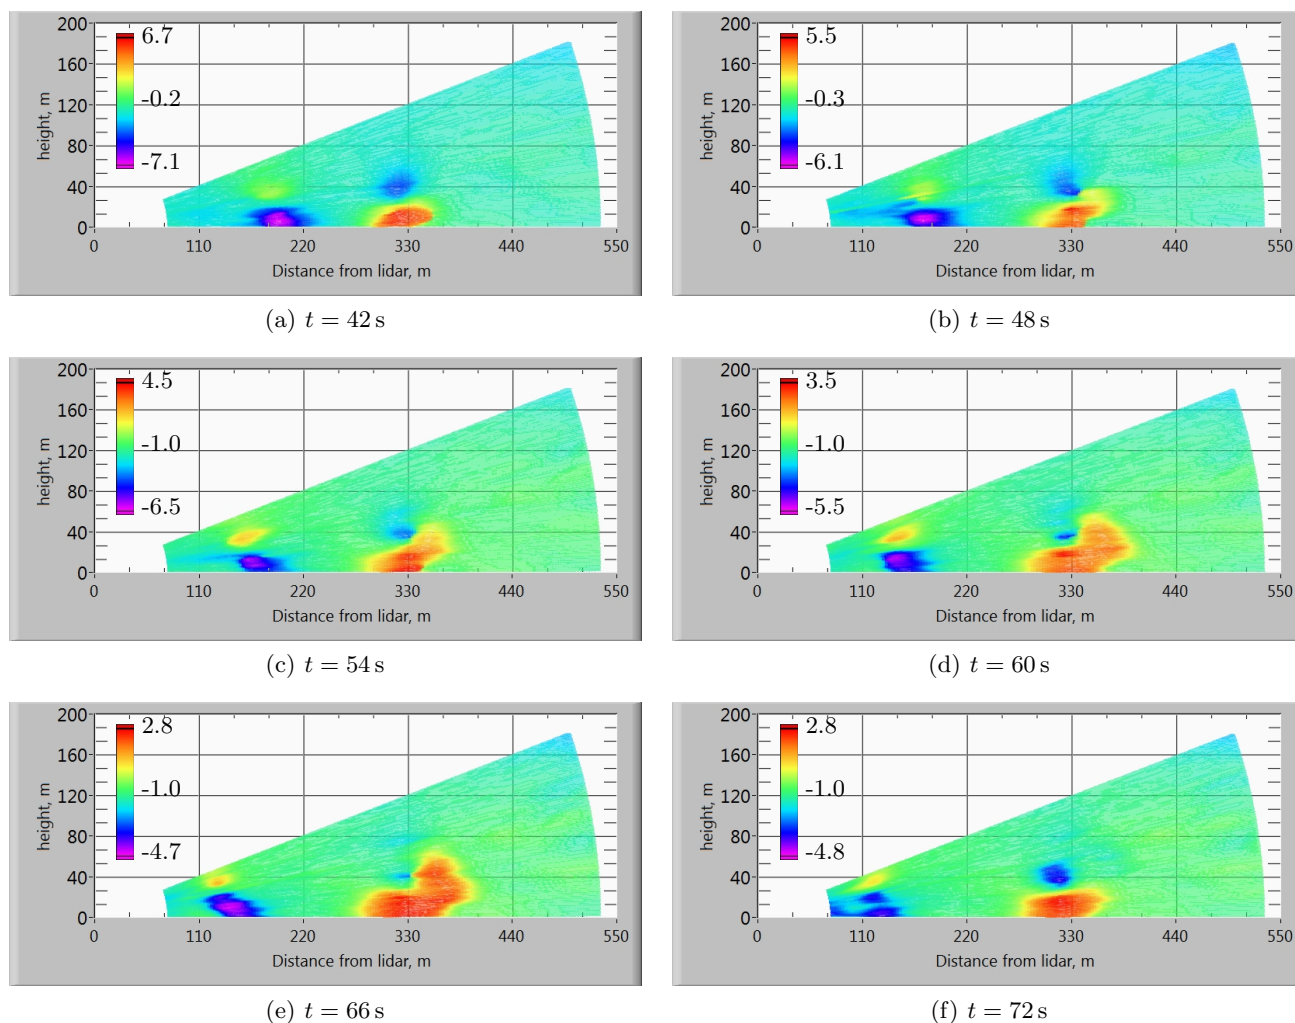 200
160
120
80
40
0
height, m
6.7
-0.2
-7.1
0 110 220 330 440 550
Distance from lidar, m
(a) t = 42 s
200
160
120
80
40
0
height, m
5.5
-0.3
-6.1
0 110 220 330 440 550
Distance from lidar, m
(b) t = 48 s
200
160
120
80
40
0
height, m
4.5
-1.0
-6.5
0 110 220 330 440 550
Distance from lidar, m
(c) t = 54 s
200
160
120
80
40
0
height, m
3.5
-1.0
-5.5
0 110 220 330 440 550
Distance from lidar, m
(d) t = 60 s
200
160
120
80
40
0
height, m
2.8
-1.0
-4.7
0 110 220 330 440 550
Distance from lidar, m
(e) t = 66 s
200
160
120
80
40
0
height, m
2.8
-1.0
-4.8
0 110 220 330 440 550
Distance from lidar, m
(f) t = 72 s